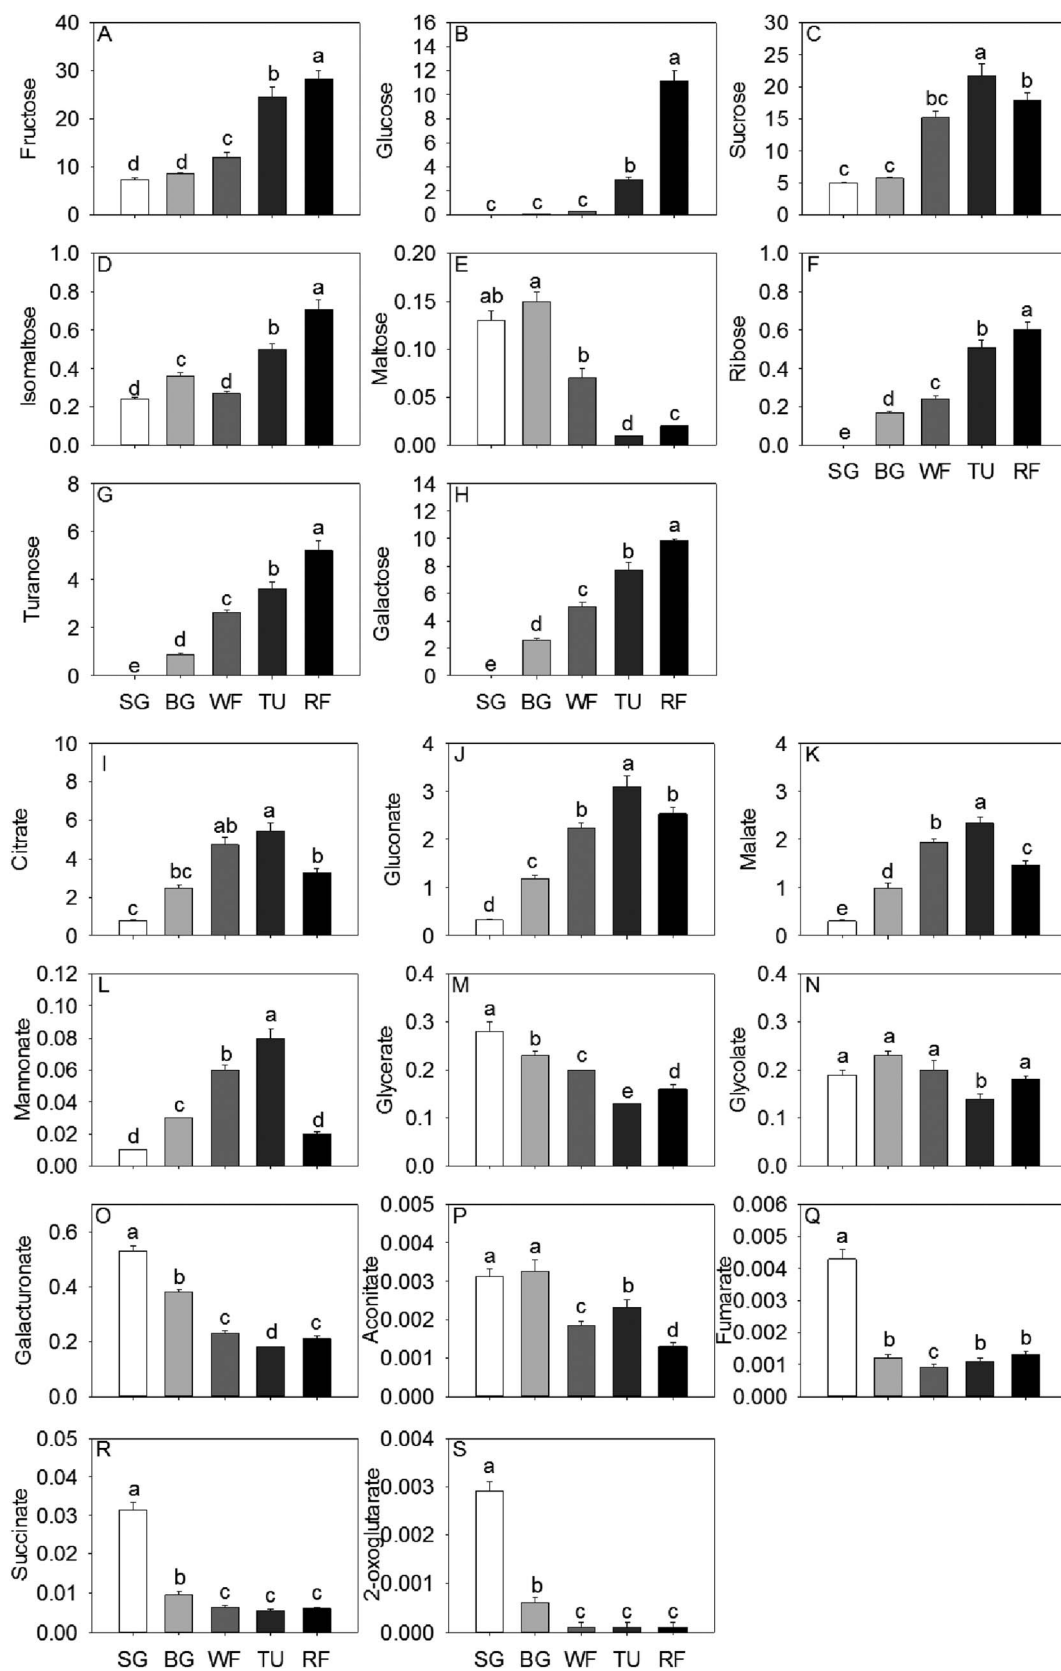 A
Fructose
40
30
20
10
0
d
d
c
b
a
B
Glucose
16
14
12
10
8
6
4
2
0
c
c
c
b
a
C
Sucrose
30
25
20
15
10
5
0
c
c
bc
a
b
D
Isomaltose
1.0
0.8
0.6
0.4
0.2
0.0
d
c
d
b
a
E
Maltose
0.20
0.15
0.10
0.05
0.00
ab
a
b
d
c
F
Ribose
1.0
0.8
0.6
0.4
0.2
0.0
e
d
c
b
a
SG BG WF TU RF
G
Turanose
8
6
4
2
0
e
d
c
b
a
SG BG WF TU RF
H
Galactose
12
10
8
6
4
2
0
e
d
c
b
a
SG BG WF TU RF
I
Citrate
10
8
6
4
2
0
c
bc
ab
a
b
J
Gluconate
4
3
2
1
0
d
c
b
a
b
K
Malate
4
3
2
1
0
e
d
b
a
c
L
Mannonate
0.12
0.10
0.08
0.06
0.04
0.02
0.00
d
c
b
a
d
M
Glycerate
0.4
0.3
0.2
0.1
0.0
a
b
c
e
d
N
Glycolate
0.4
0.3
0.2
0.1
0.0
a
a
a
b
a
O
Galacturonate
0.6
0.4
0.2
0.0
a
b
c
d
c
P
Aconitate
0.005
0.004
0.003
0.002
0.001
0.000
a
a
c
b
d
Q
Fumarate
0.006
0.005
0.004
0.003
0.002
0.001
0.000
a
b
c
b
b
R
Succinate
0.05
0.04
0.03
0.02
0.01
0.00
a
b
c
c
c
SG BG WF TU RF
S
2-oxoglutarate
0.004
0.003
0.002
0.001
0.000
a
b
c
c
c
SG BG WF TU RF